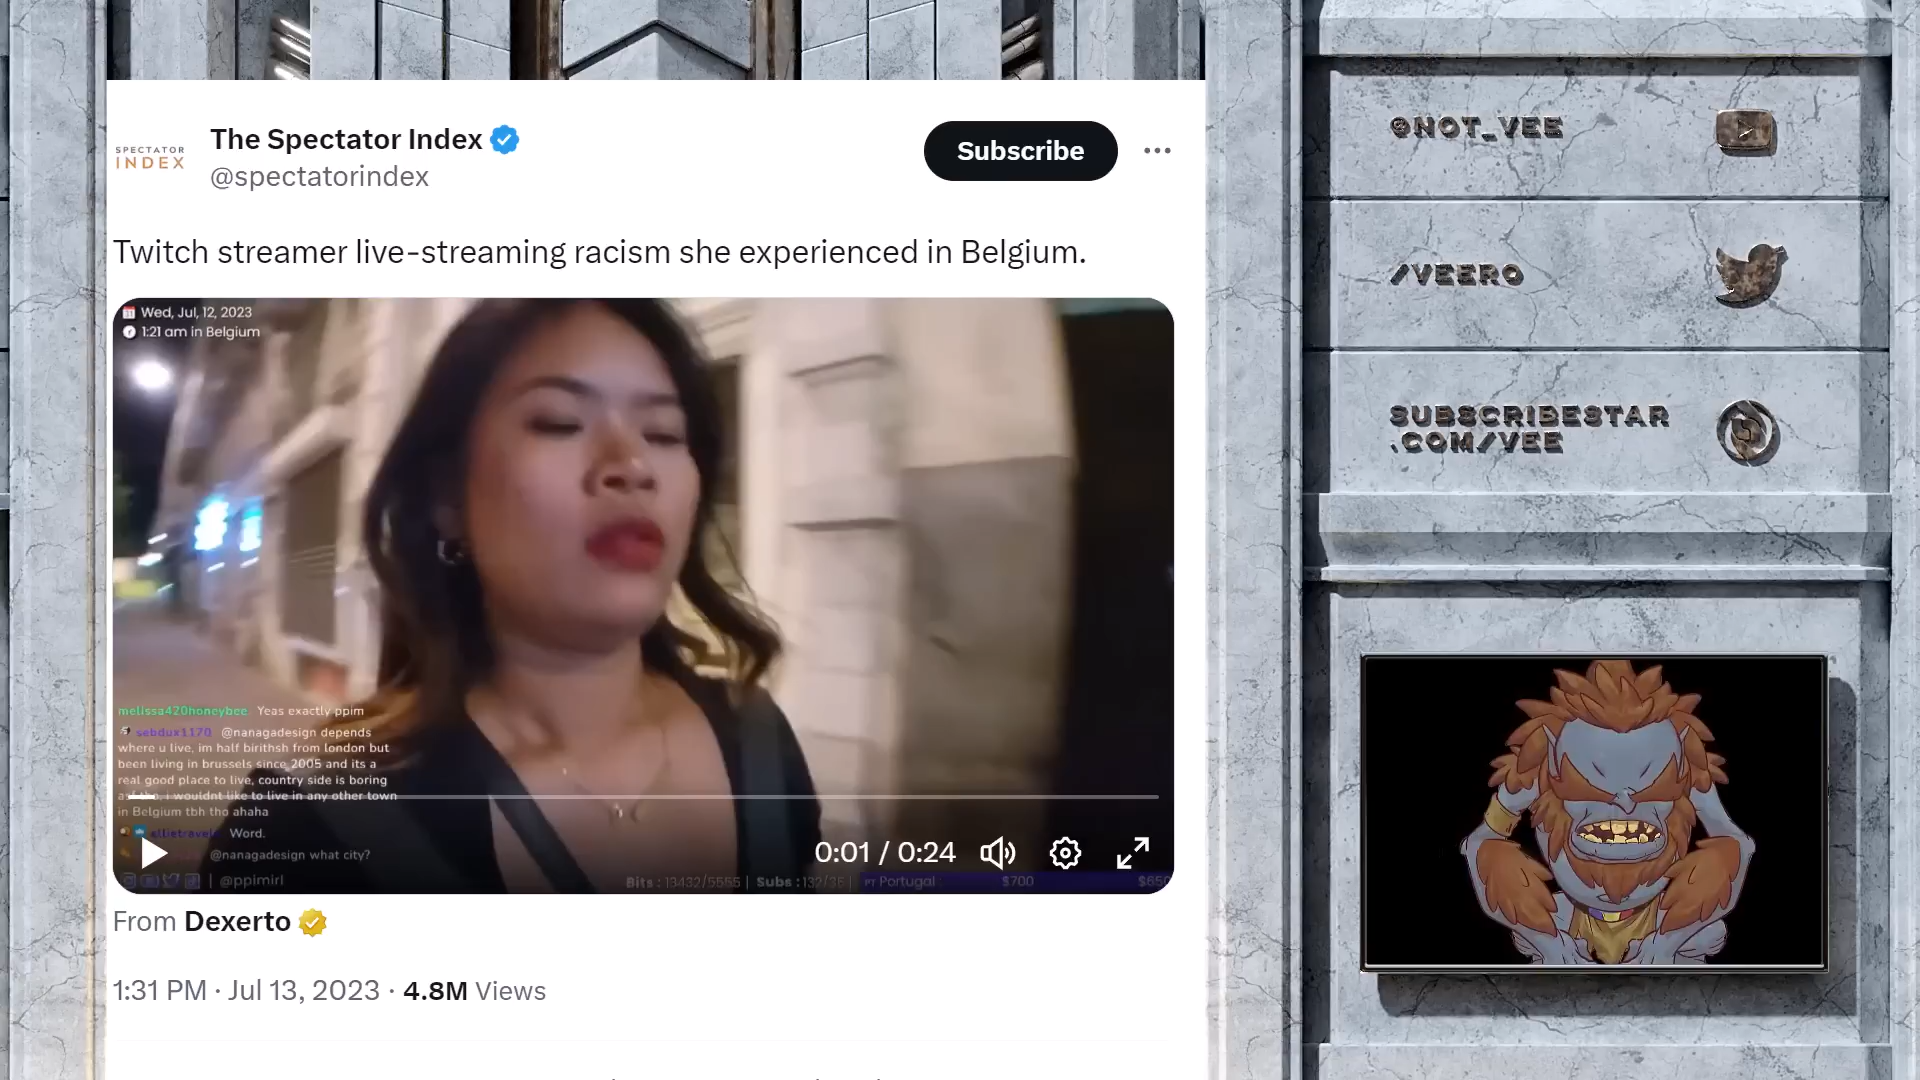 The Spectator Index
@spectatorindex
SPECTATOR
INDEX
Subscribe
Twitch streamer live-streaming racism she experienced in Belgium.
Wed, Jul, 12, 2023
1:21 am in Belgium
melissa420honeybee: Yeas exactly ppim
sebdux1170 @nanagadesign depends
where u live, im half birithsh from london but
been living in brussels since 2005 and its a
real good place to live, country side is boring
i wouldnt like to live in any other town
in Belgium tbh tho ahaha
Word.
@nanagadesign what city?
| @ppimirl
0:01 / 0:24
Bits : 13432/5555 | Subs : 132/35 | PT Portugal $700 $650
From Dexerto
1:31 PM · Jul 13, 2023 · 4.8M Views
@NOT_VEE
/VEERO
SUBSCRIBESTAR
.COM/VEE